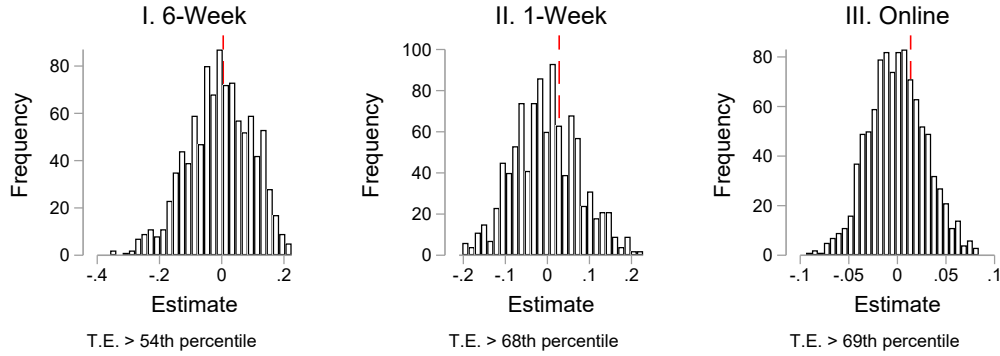 I. 6-Week
Frequency
80
60
40
20
0
-.4 -.2 0 .2
Estimate
T.E. > 54th percentile
II. 1-Week
Frequency
100
80
60
40
20
0
-.2 -.1 0 .1 .2
Estimate
T.E. > 68th percentile
III. Online
Frequency
80
60
40
20
0
-.1 -.05 0 .05 .1
Estimate
T.E. > 69th percentile